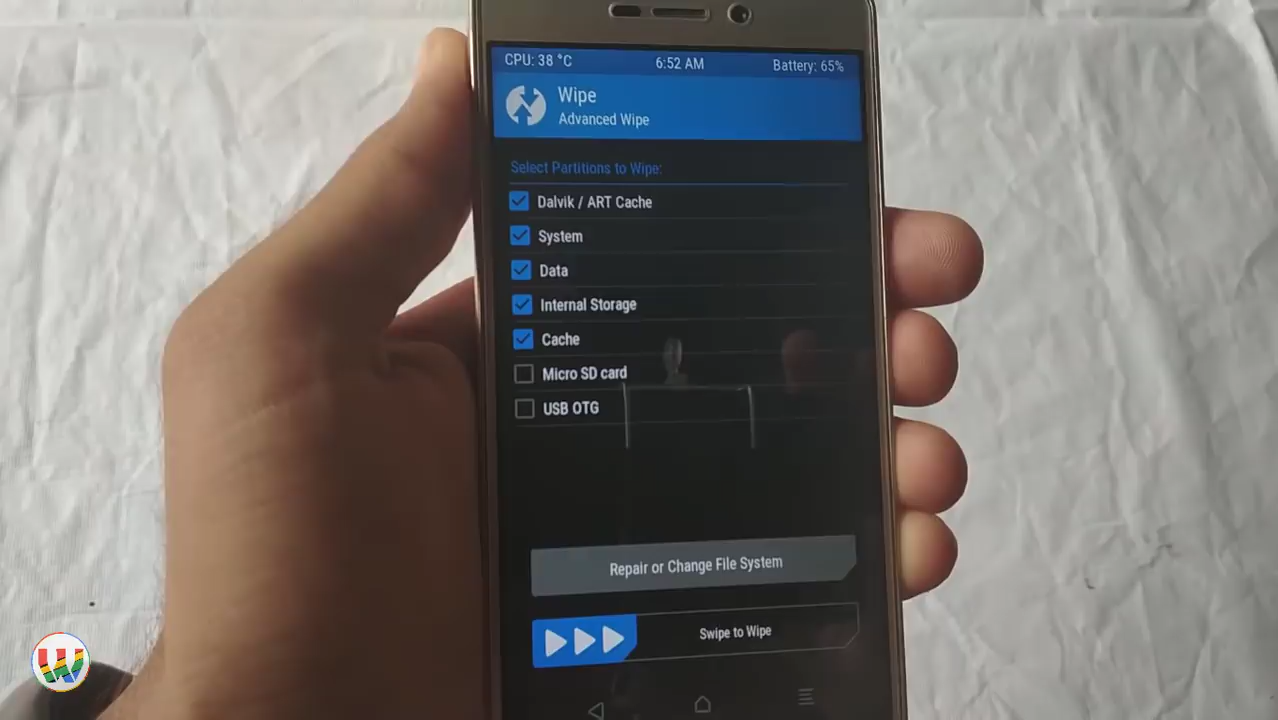 CPU: 38 °C 6:52 AM Battery: 65%
Wipe
Advanced Wipe
Select Partitions to Wipe:
Dalvik / ART Cache
System
Data
Internal Storage
Cache
Micro SD card
USB OTG
Repair or Change File System
Swipe to Wipe
W